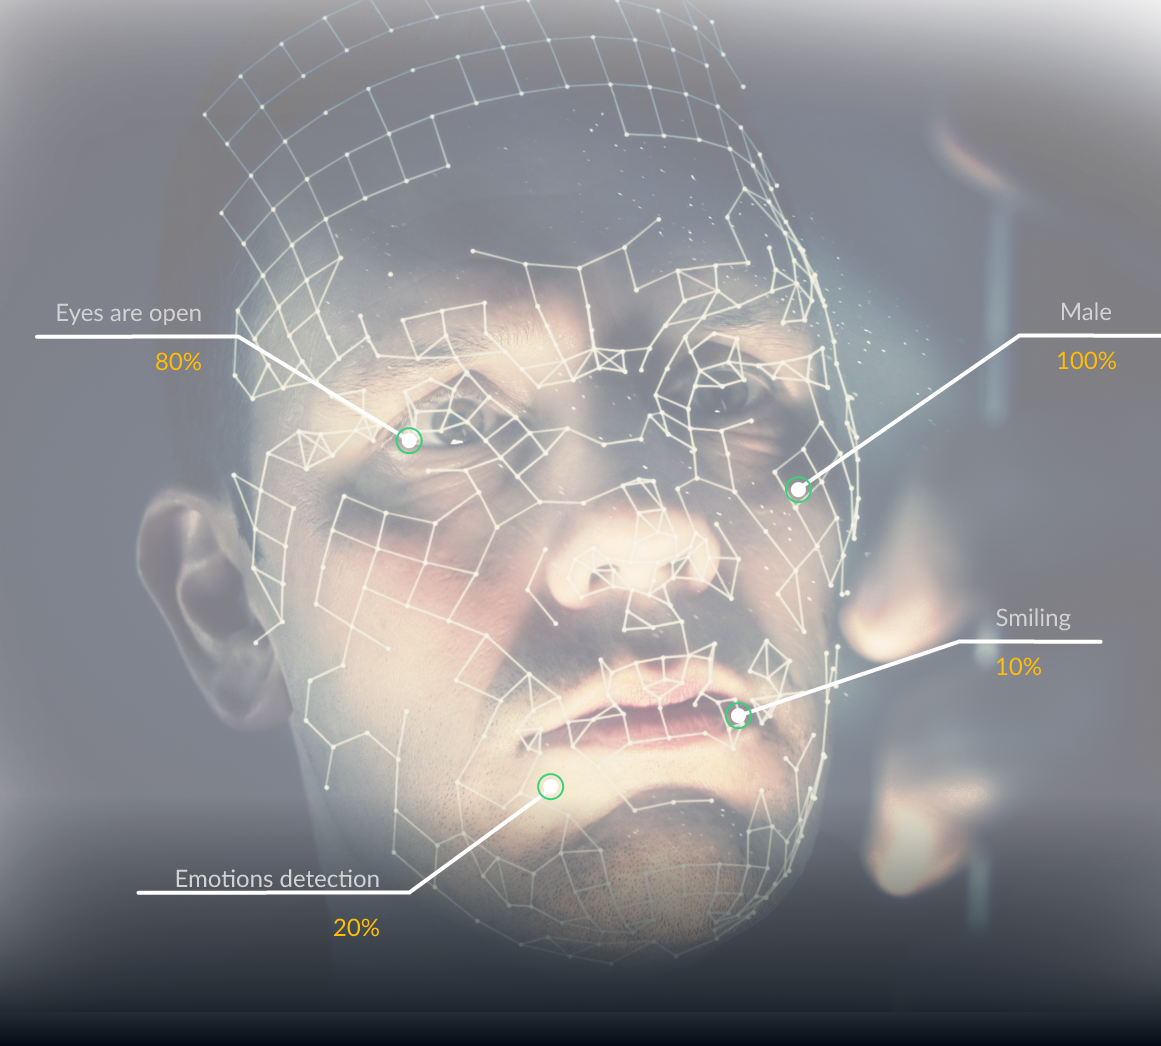 Eyes are open
80%
Male
100%
Smiling
10%
Emotions detection
20%